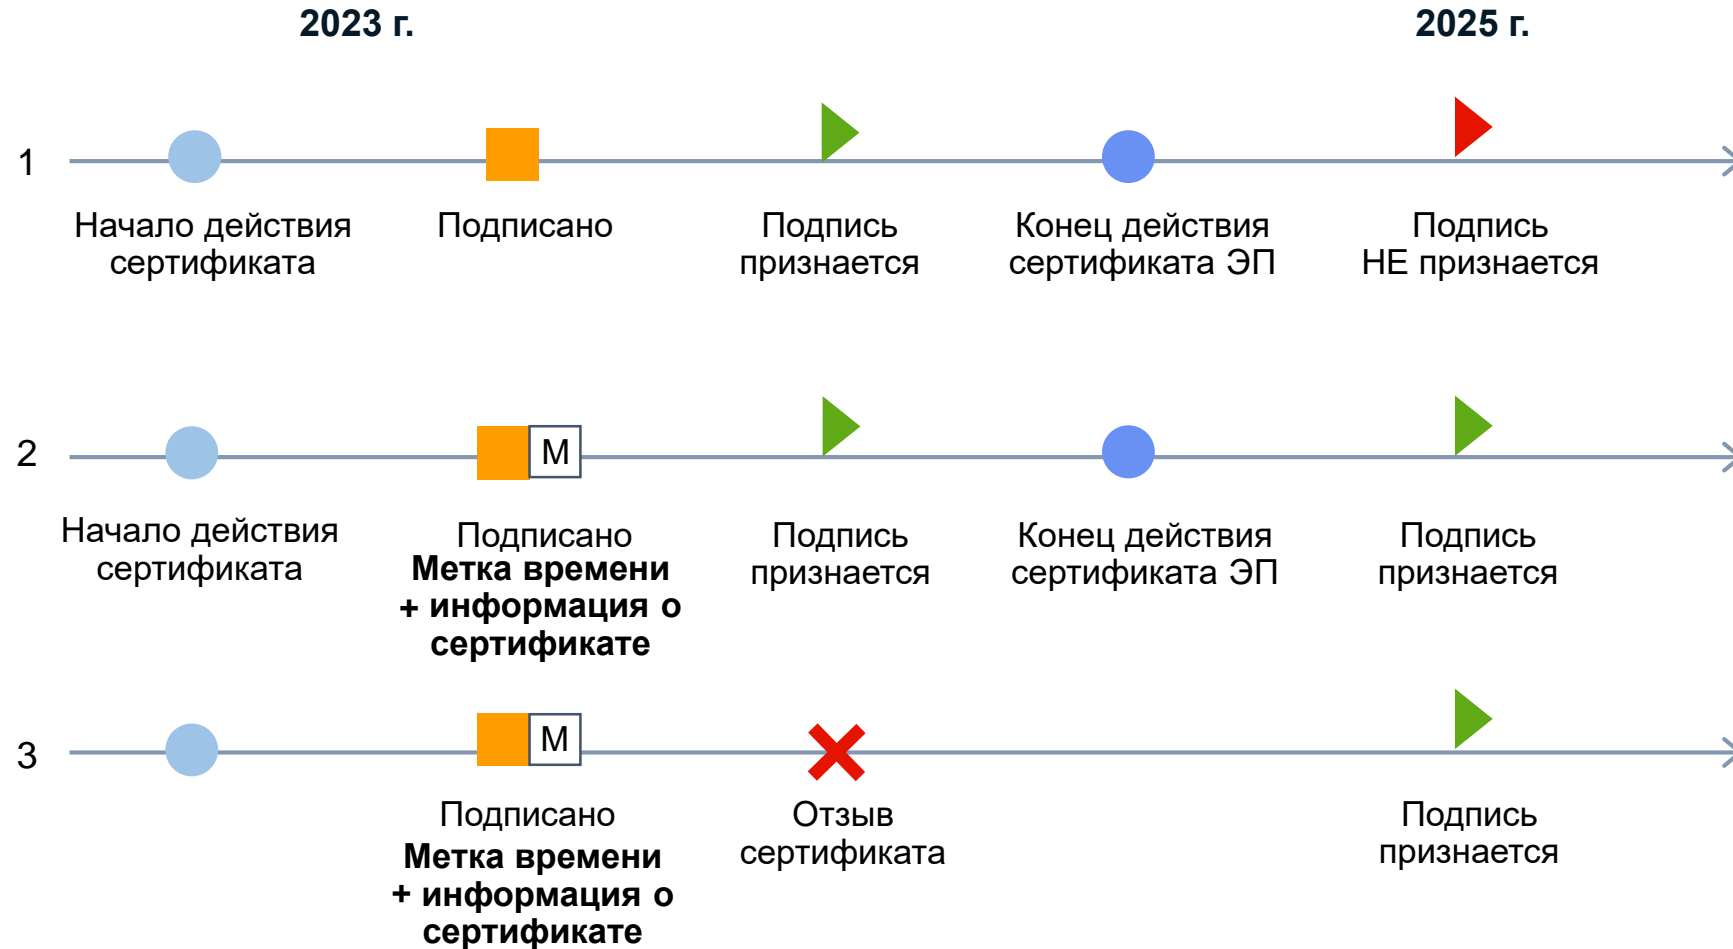 2023 г.
2025 г.
1
Начало действия
сертификата
Подписано
Подпись
признается
Конец действия
сертификата ЭП
Подпись
НЕ признается
2
М
Начало действия
сертификата
Подписано
Метка времени
+ информация о
сертификате
Подпись
признается
Конец действия
сертификата ЭП
Подпись
признается
3
М
Подписано
Метка времени
+ информация о
сертификате
Отзыв
сертификата
Подпись
признается